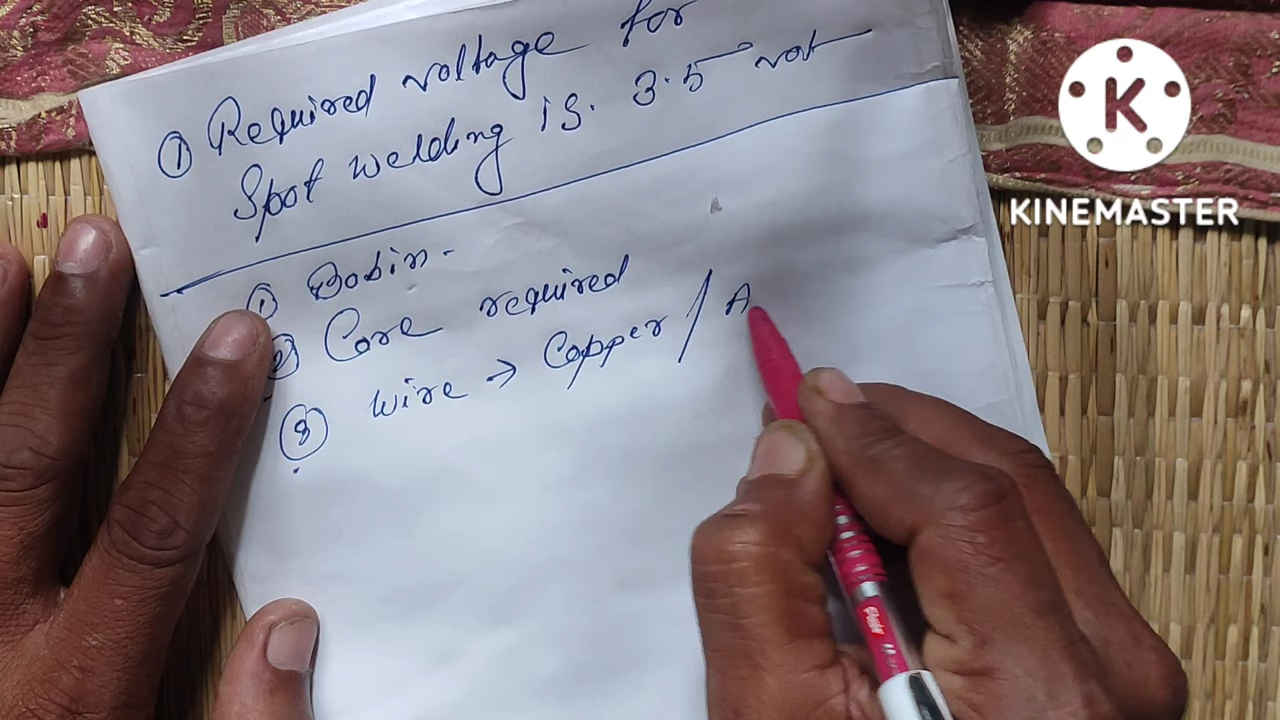 ① Required voltage for
Spot welding is. 3.5 volt
① Bobin -
② Core required
③ wire → Copper / A
K
KINEMASTER